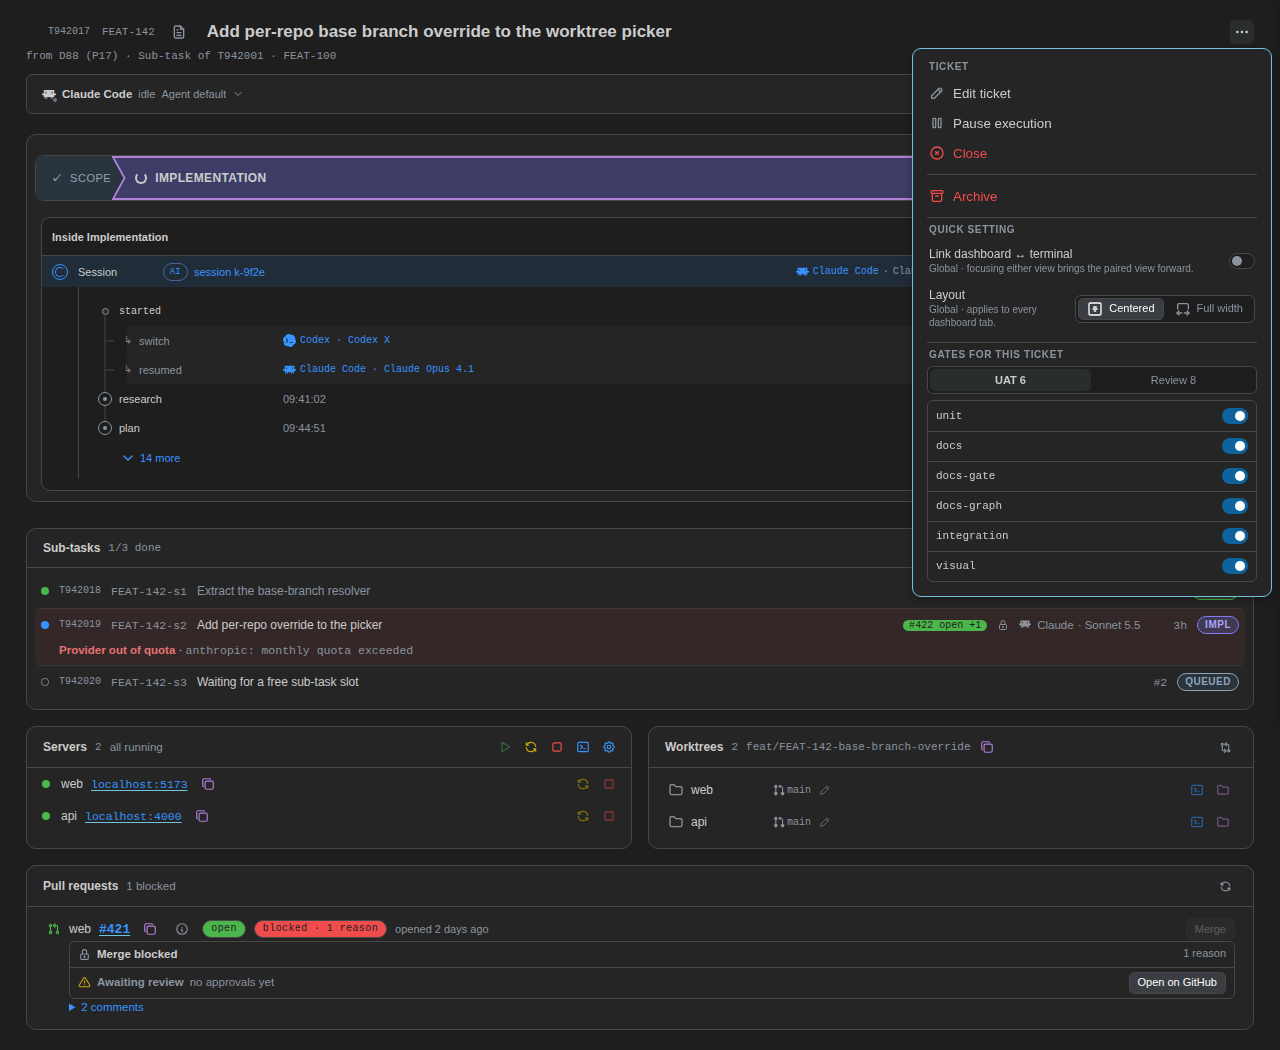 T942017 FEAT-142 Add per-repo base branch override to the worktree picker
from D88 (P17) · Sub-task of T942001 · FEAT-100
Claude Code idle Agent default
SCOPE IMPLEMENTATION
Inside Implementation
Session AI session k-9f2e Claude Code · Cla
started
↳ switch Codex · Codex X
↳ resumed Claude Code · Claude Opus 4.1
research 09:41:02
plan 09:44:51
14 more
TICKET
Edit ticket
Pause execution
Close
Archive
QUICK SETTING
Link dashboard ↔ terminal
Global · focusing either view brings the paired view forward.
Layout
Global · applies to every
dashboard tab.
Centered Full width
GATES FOR THIS TICKET
UAT 6 Review 8
unit
docs
docs-gate
docs-graph
integration
visual
Sub-tasks 1/3 done
T942018 FEAT-142-s1 Extract the base-branch resolver
T942019 FEAT-142-s2 Add per-repo override to the picker #422 open +1 Claude · Sonnet 5.5 3h IMPL
Provider out of quota · anthropic: monthly quota exceeded
T942020 FEAT-142-s3 Waiting for a free sub-task slot #2 QUEUED
Servers 2 all running
web localhost:5173
api localhost:4000
Worktrees 2 feat/FEAT-142-base-branch-override
web main
api main
Pull requests 1 blocked
web #421 open blocked · 1 reason opened 2 days ago Merge
Merge blocked 1 reason
Awaiting review no approvals yet Open on GitHub
2 comments